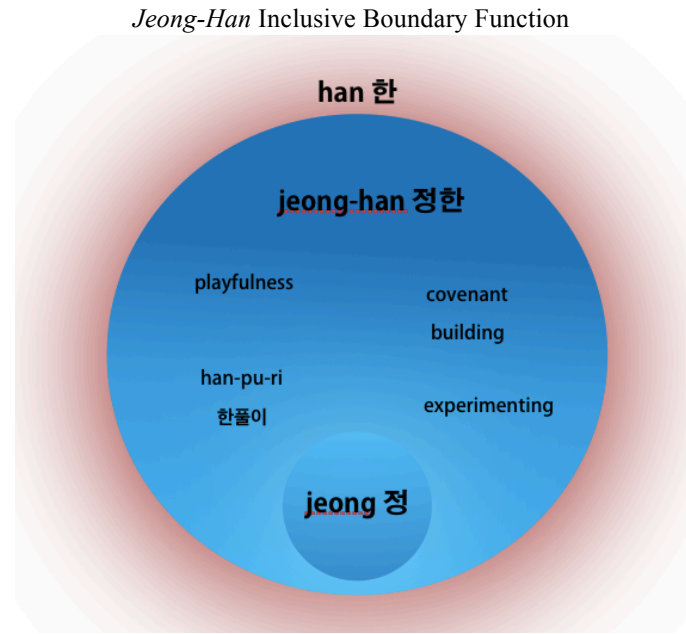 Jeong-Han Inclusive Boundary Function
han 한
jeong-han 정한
playfulness
covenant
building
han-pu-ri
한풀이
experimenting
jeong 정